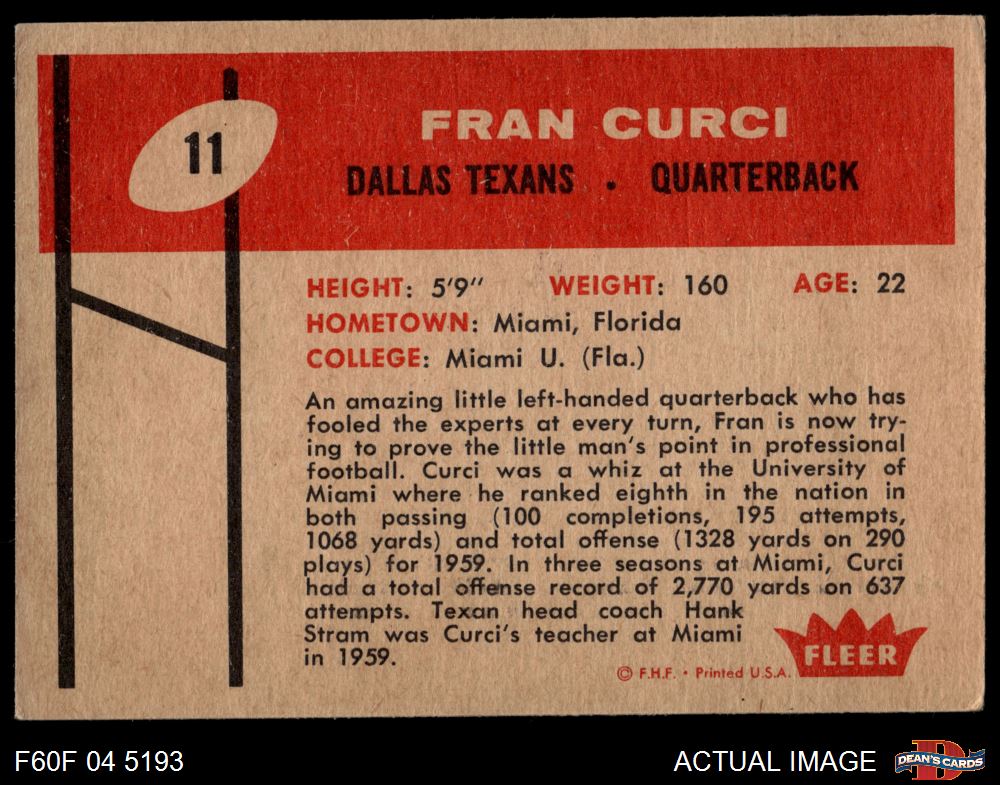 11
FRAN CURCI
DALLAS TEXANS . QUARTERBACK
HEIGHT: 5'9" WEIGHT: 160 AGE: 22
HOMETOWN: Miami, Florida
COLLEGE: Miami U. (Fla.)
An amazing little left-handed quarterback who has
fooled the experts at every turn, Fran is now try-
ing to prove the little man's point in professional
football. Curci was a whiz at the University of
Miami where he ranked eighth in the nation in
both passing (100 completions, 195 attempts,
1068 yards) and total offense (1328 yards on 290
plays) for 1959. In three seasons at Miami, Curci
had a total offense record of 2,770 yards on 637
attempts. Texan head coach Hank
Stram was Curci's teacher at Miami
in 1959.
FLEER
© F.H.F. • Printed U.S.A.
F60F 04 5193
ACTUAL IMAGE
DEAN'S CARDS